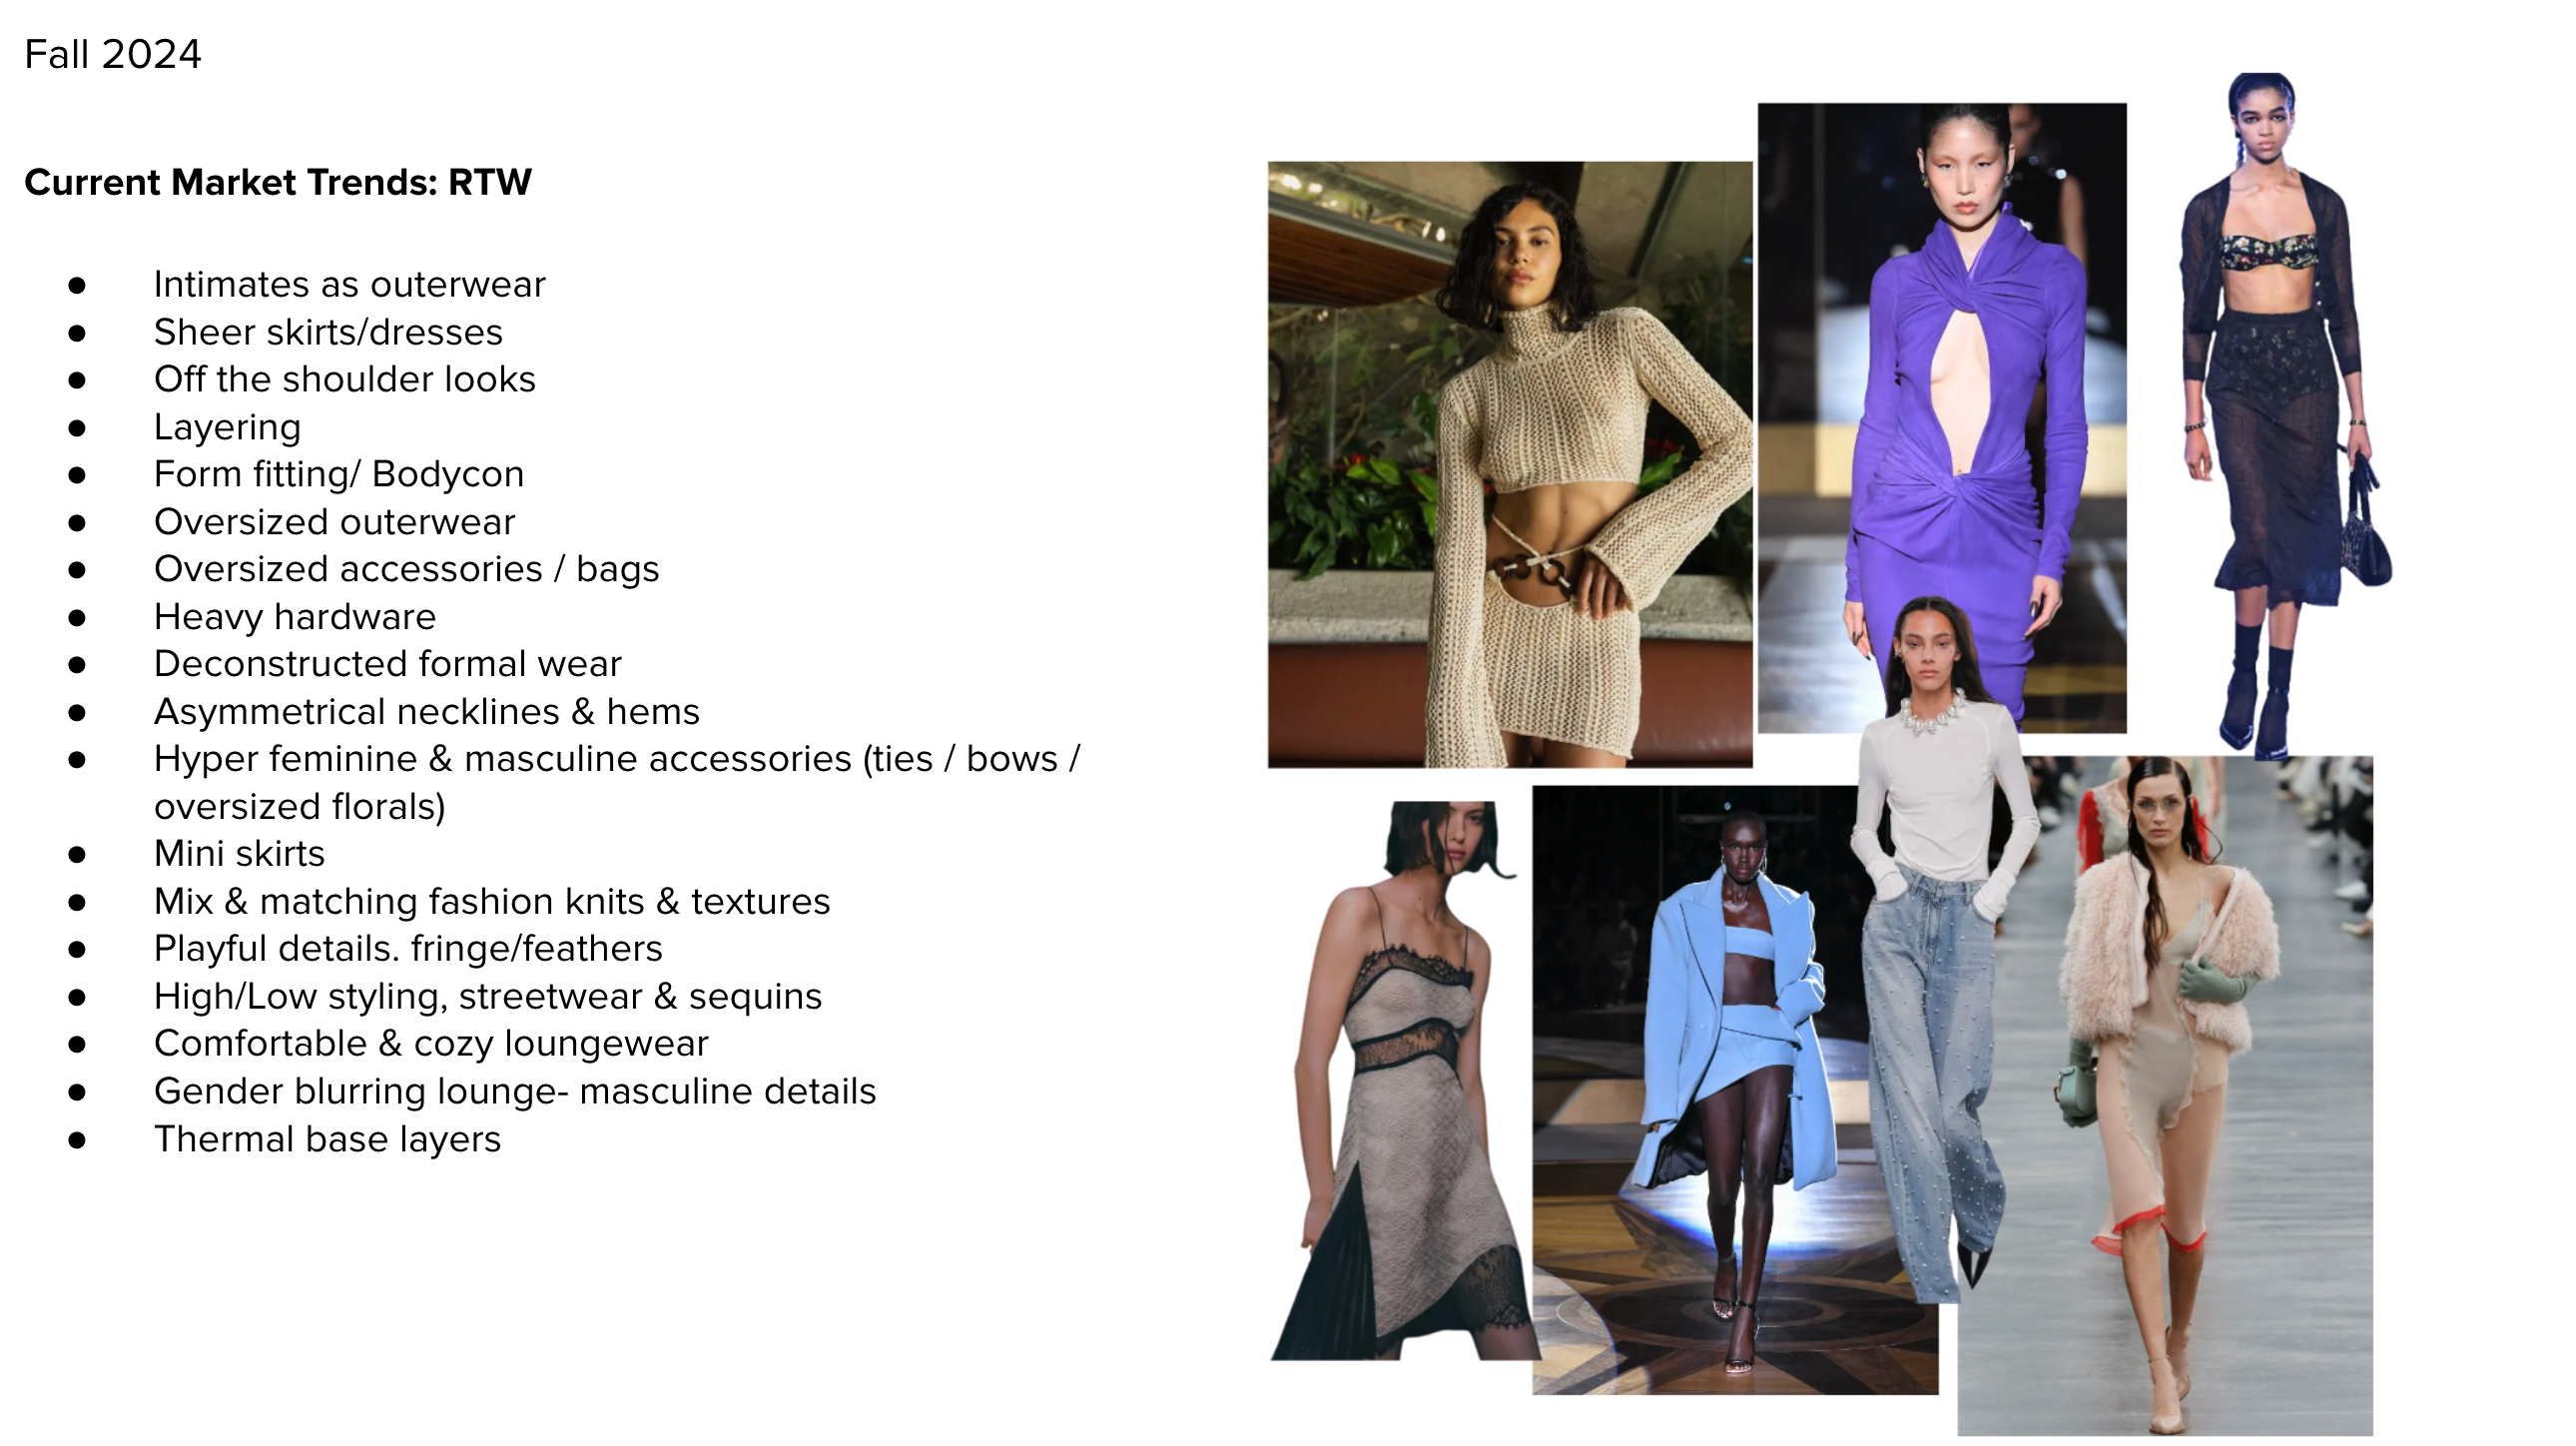 Fall 2024
Current Market Trends: RTW
● Intimates as outerwear
● Sheer skirts/dresses
● Off the shoulder looks
● Layering
● Form fitting/ Bodycon
● Oversized outerwear
● Oversized accessories / bags
● Heavy hardware
● Deconstructed formal wear
● Asymmetrical necklines & hems
● Hyper feminine & masculine accessories (ties / bows /
oversized florals)
● Mini skirts
● Mix & matching fashion knits & textures
● Playful details. fringe/feathers
● High/Low styling, streetwear & sequins
● Comfortable & cozy loungewear
● Gender blurring lounge- masculine details
● Thermal base layers